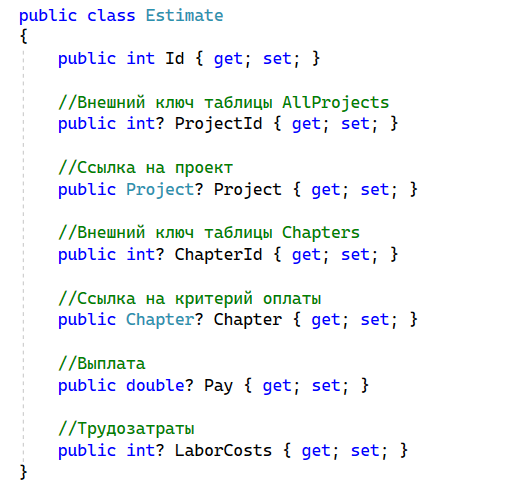 public class Estimate
{
public int Id { get; set; }
//Внешний ключ таблицы AllProjects
public int? ProjectId { get; set; }
//Ссылка на проект
public Project? Project { get; set; }
//Внешний ключ таблицы Chapters
public int? ChapterId { get; set; }
//Ссылка на критерий оплаты
public Chapter? Chapter { get; set; }
//Выплата
public double? Pay { get; set; }
//Трудозатраты
public int? LaborCosts { get; set; }
}